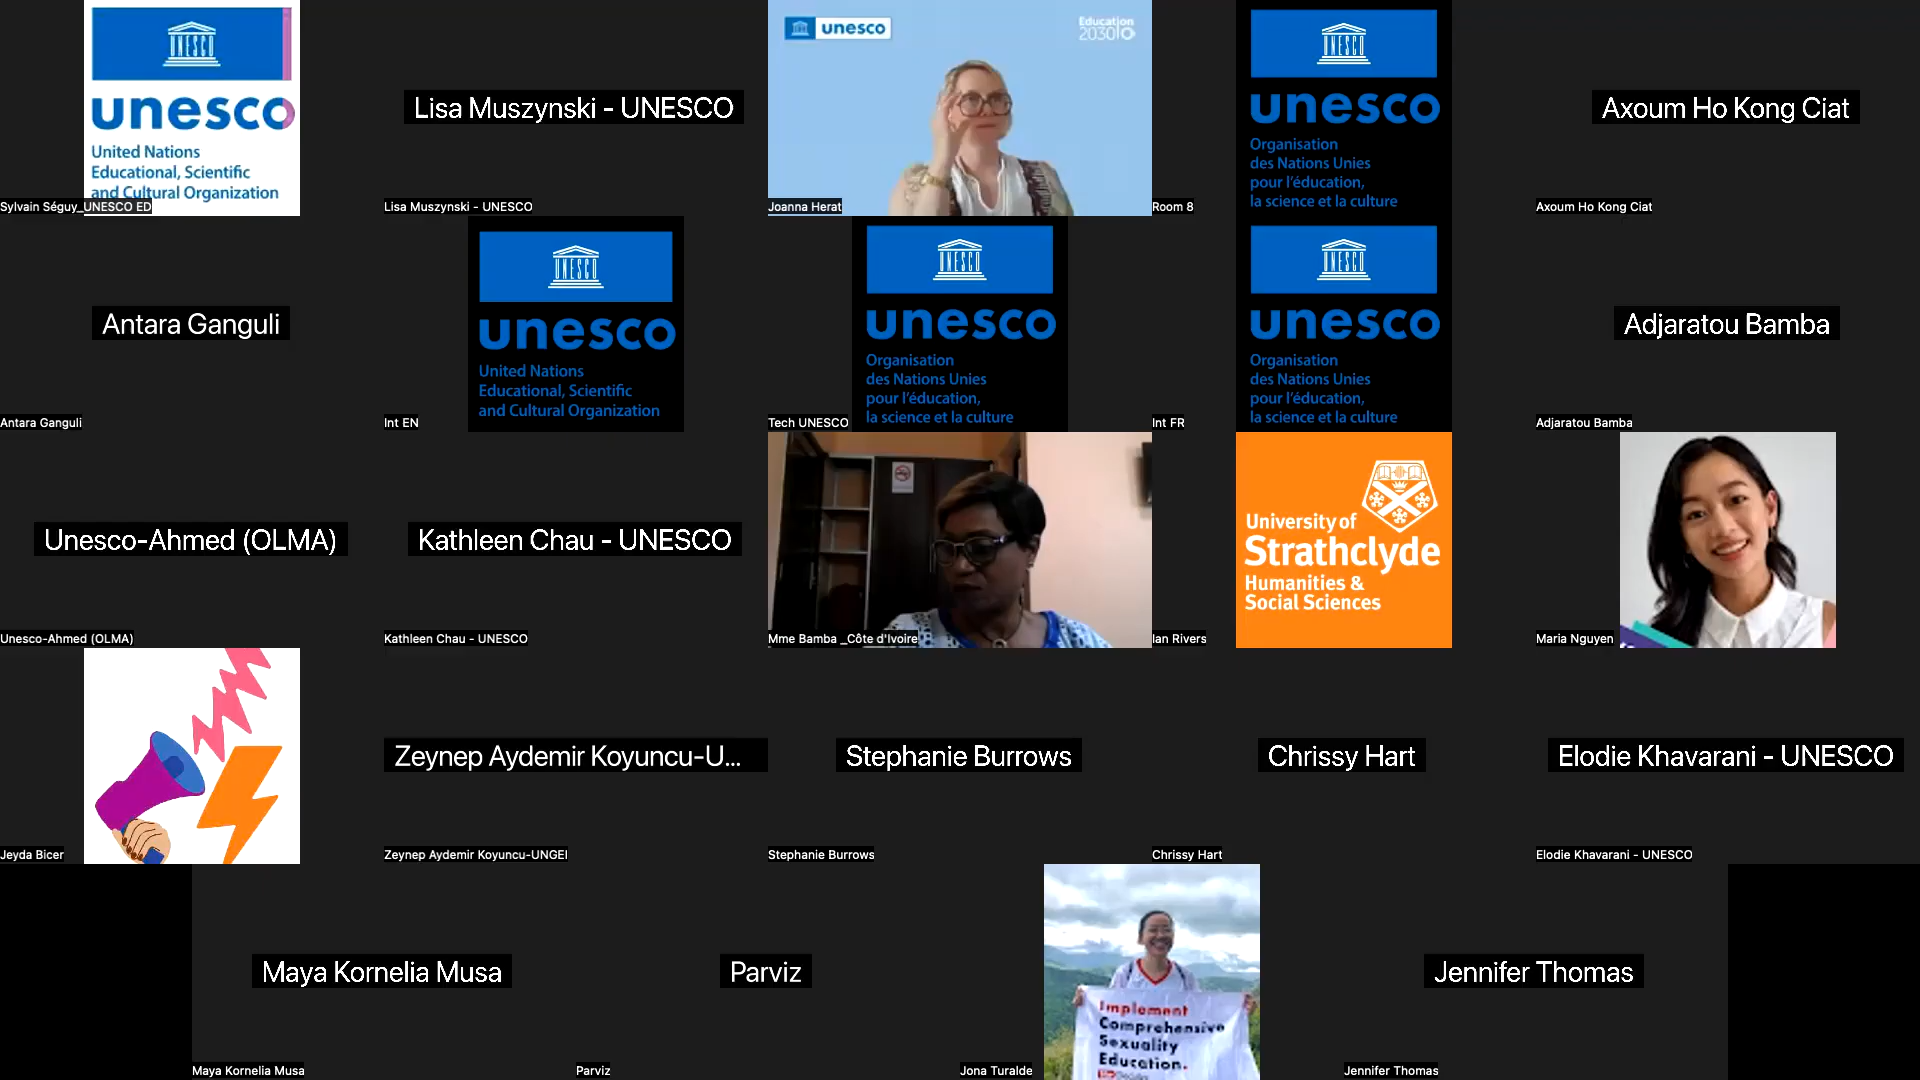 UNESCO
unesco
United Nations
Educational, Scientific
and Cultural Organization
Sylvain Séguy_UNESCO ED
Lisa Muszynski - UNESCO
Lisa Muszynski - UNESCO
unesco
Education
2030
Joanna Herat
UNESCO
unesco
Organisation
des Nations Unies
pour l'éducation,
la science et la culture
Room 8
Axoum Ho Kong Ciat
Axoum Ho Kong Ciat
Antara Ganguli
Antara Ganguli
UNESCO
unesco
United Nations
Educational, Scientific
and Cultural Organization
Int EN
UNESCO
unesco
Organisation
des Nations Unies
pour l'éducation,
la science et la culture
Tech UNESCO
UNESCO
unesco
Organisation
des Nations Unies
pour l'éducation,
la science et la culture
Int FR
Adjaratou Bamba
Adjaratou Bamba
Unesco-Ahmed (OLMA)
Unesco-Ahmed (OLMA)
Kathleen Chau - UNESCO
Kathleen Chau - UNESCO
Mme Bamba _Côte d'Ivoire
University of
Strathclyde
Humanities &
Social Sciences
Ian Rivers
Maria Nguyen
Jeyda Bicer
Zeynep Aydemir Koyuncu-U...
Zeynep Aydemir Koyuncu-UNGEI
Stephanie Burrows
Stephanie Burrows
Chrissy Hart
Chrissy Hart
Elodie Khavarani - UNESCO
Elodie Khavarani - UNESCO
Maya Kornelia Musa
Maya Kornelia Musa
Parviz
Parviz
Implement
Comprehensive
Sexuality
Education.
Jona Turalde
Jennifer Thomas
Jennifer Thomas